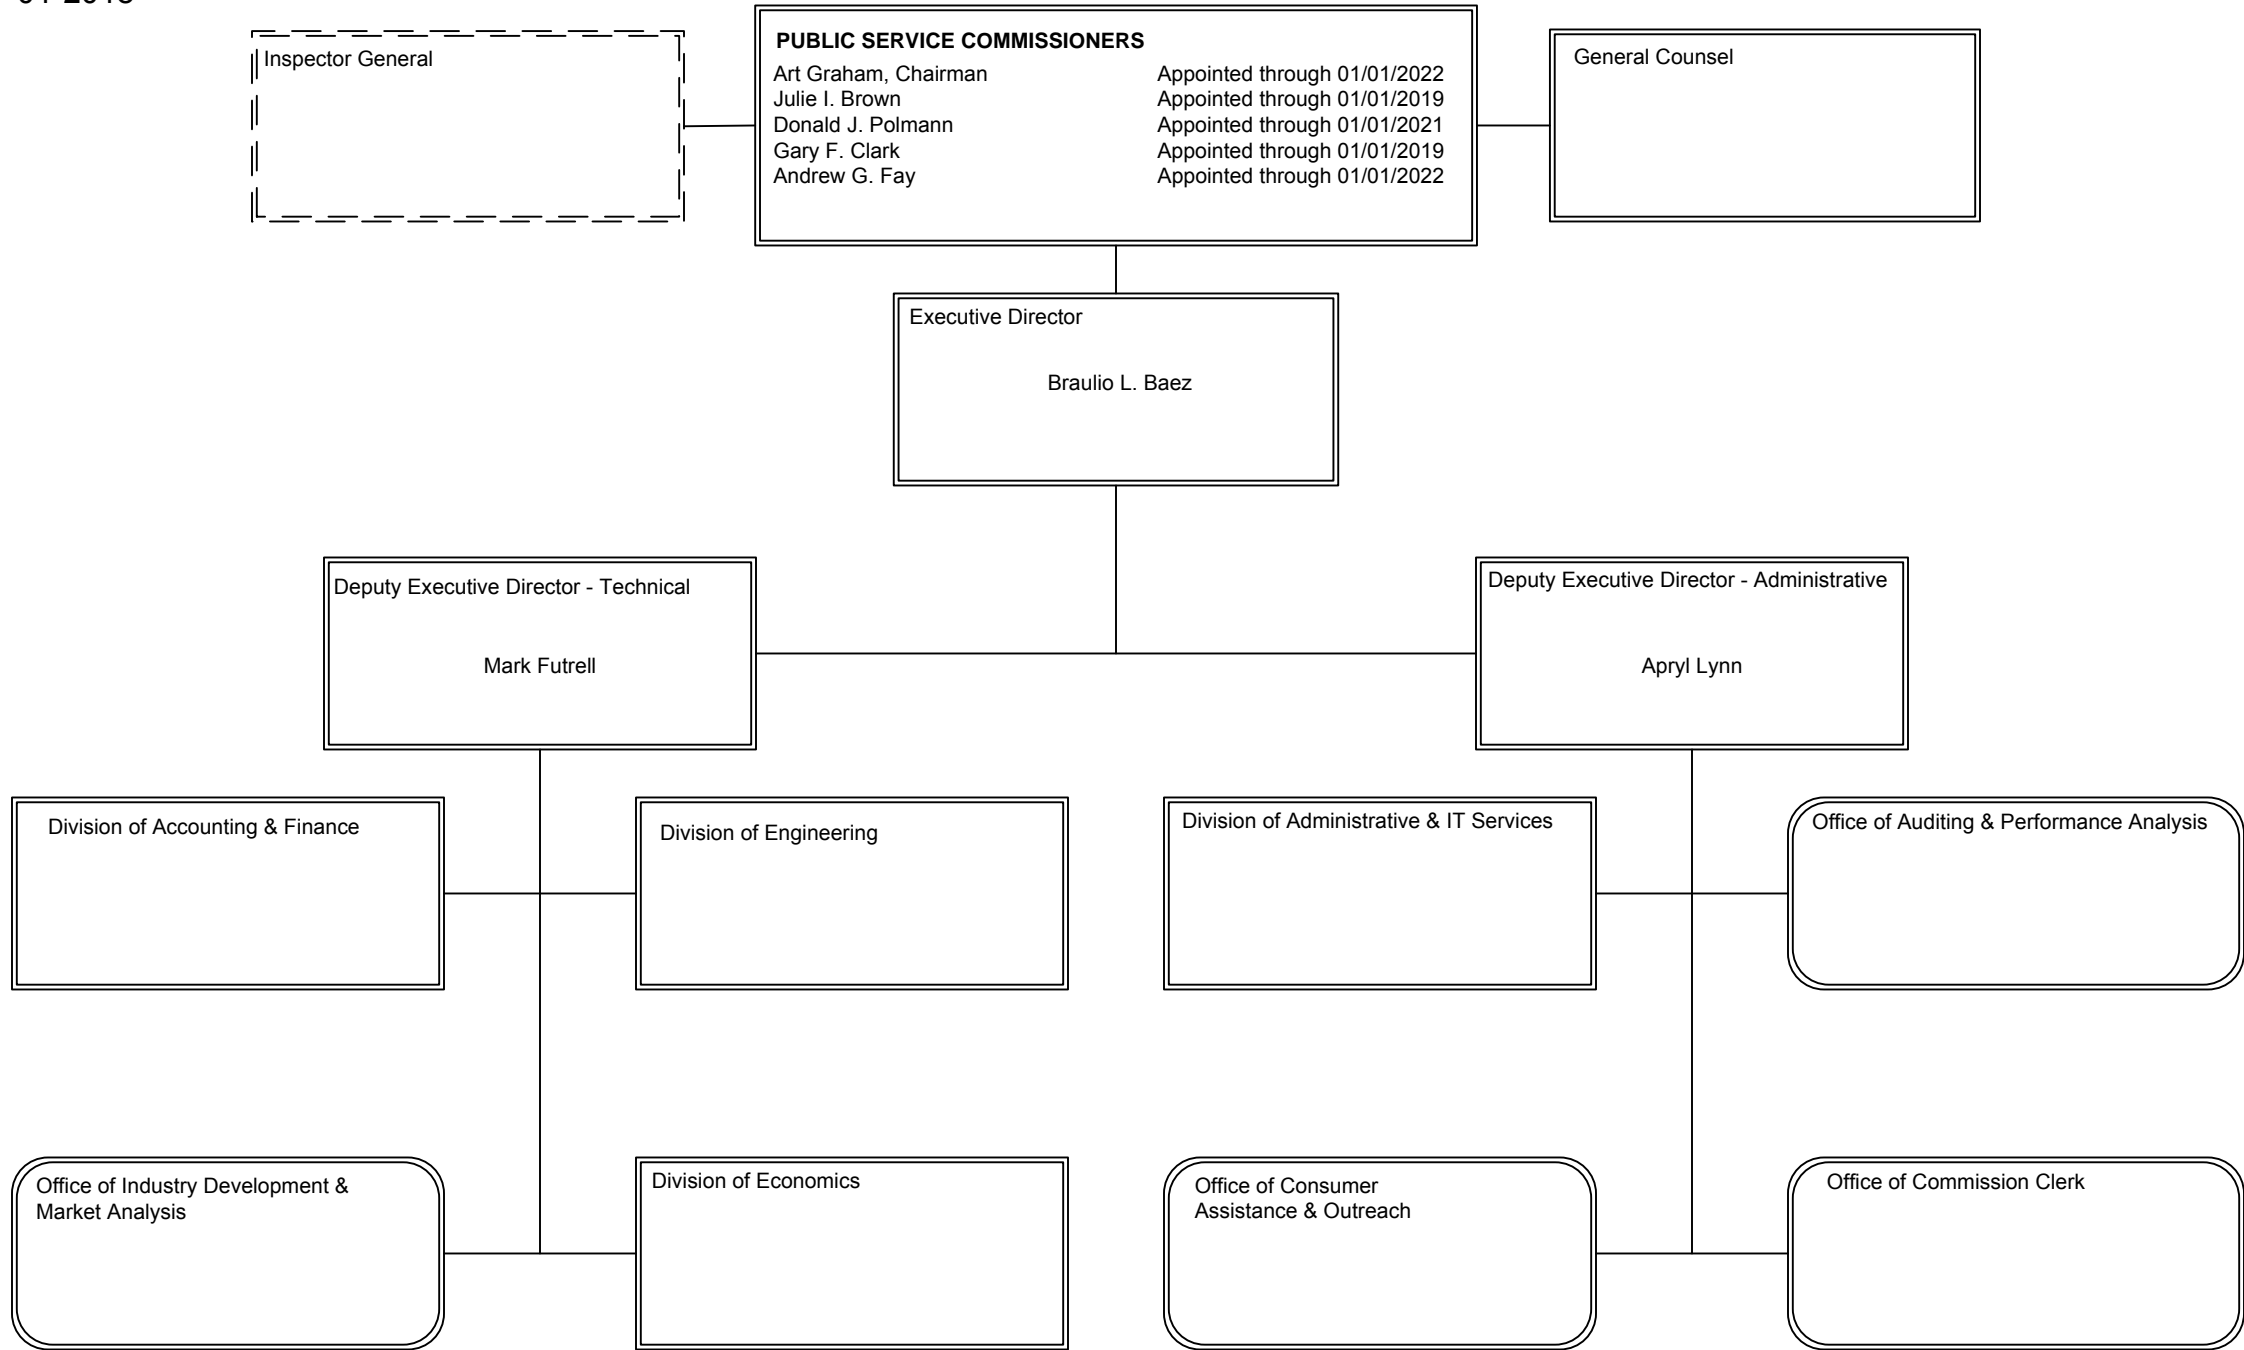 Inspector General
PUBLIC SERVICE COMMISSIONERS
Art Graham, Chairman Appointed through 01/01/2022
Julie I. Brown Appointed through 01/01/2019
Donald J. Polmann Appointed through 01/01/2021
Gary F. Clark Appointed through 01/01/2019
Andrew G. Fay Appointed through 01/01/2022
General Counsel
Executive Director
Braulio L. Baez
Deputy Executive Director - Technical
Mark Futrell
Deputy Executive Director - Administrative
Apryl Lynn
Division of Accounting & Finance
Division of Engineering
Division of Administrative & IT Services
Office of Auditing & Performance Analysis
Office of Industry Development &
Market Analysis
Division of Economics
Office of Consumer
Assistance & Outreach
Office of Commission Clerk